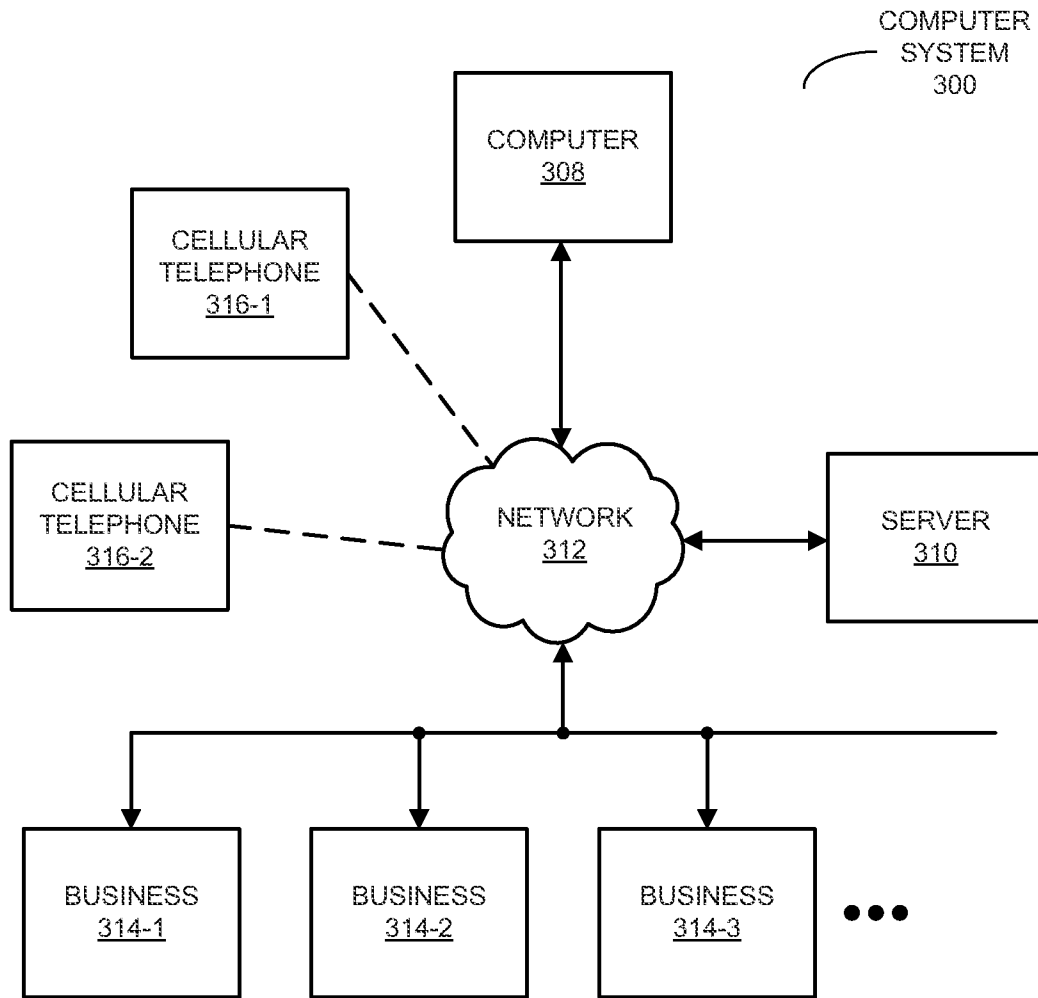 COMPUTER
SYSTEM
300
COMPUTER
308
CELLULAR
TELEPHONE
316-1
CELLULAR
TELEPHONE
316-2
NETWORK
312
SERVER
310
BUSINESS
314-1
BUSINESS
314-2
BUSINESS
314-3